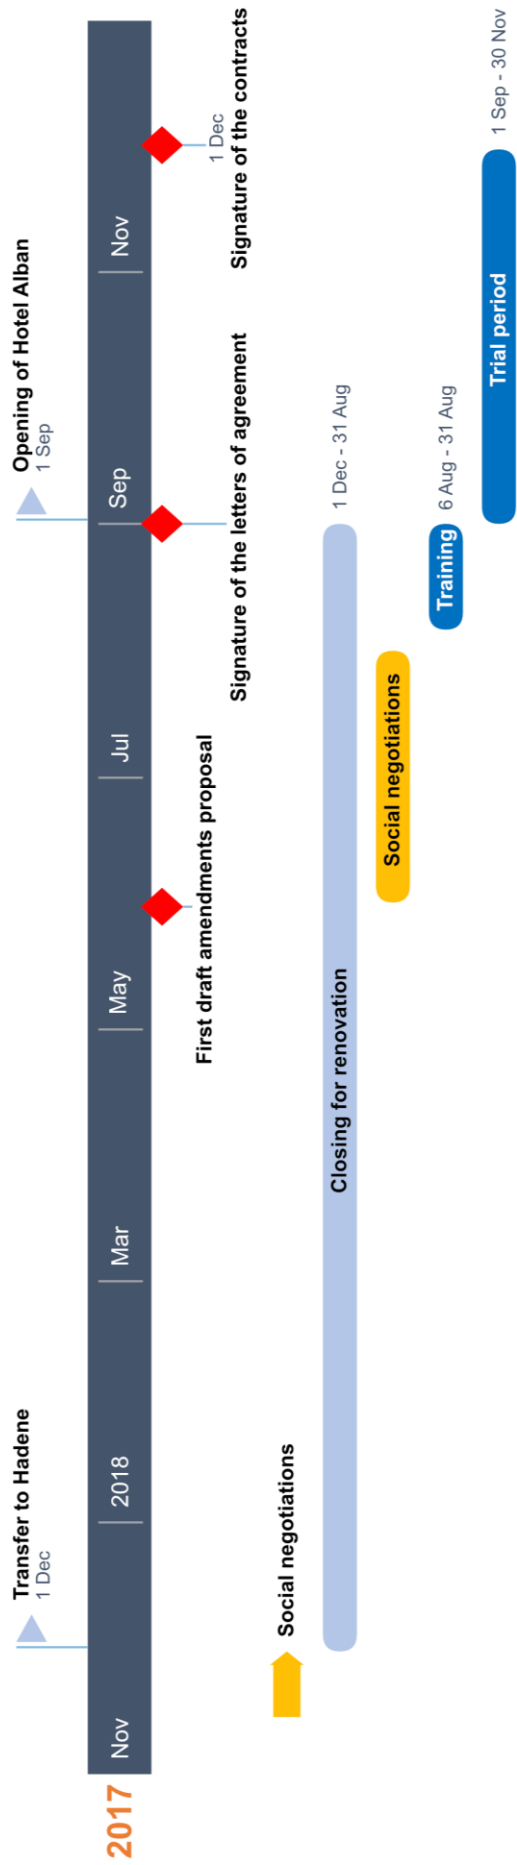 Transfer to Hadene
1 Dec
Opening of Hotel Alban
1 Sep
2017
Nov
2018
Mar
May
Jul
Sep
Nov
First draft amendments proposal
Signature of the letters of agreement
1 Dec
Signature of the contracts
Social negotiations
Closing for renovation
1 Dec - 31 Aug
Social negotiations
Training
6 Aug - 31 Aug
Trial period
1 Sep - 30 Nov